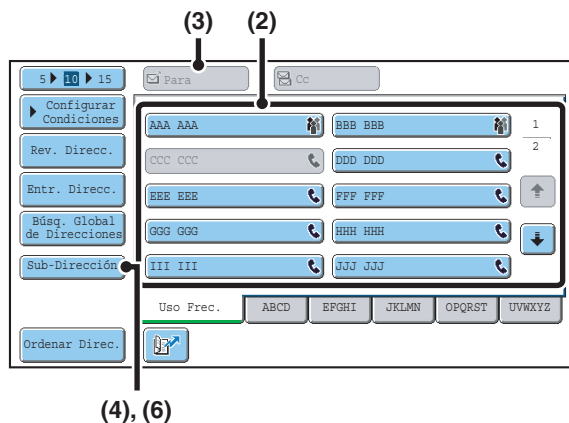 (3) (2)
5 10 15
Para Cc
Configurar
Condiciones
AAA AAA BBB BBB 1
2
Rev. Direcc.
CCC CCC DDD DDD
Entr. Direcc.
EEE EEE FFF FFF
Búsq. Global
de Direcciones
GGG GGG HHH HHH
Sub-Dirección
III III JJJ JJJ
Uso Frec. ABCD EFGHI JKLMN OPQRST UVWXYZ
Ordenar Direc.
(4), (6)